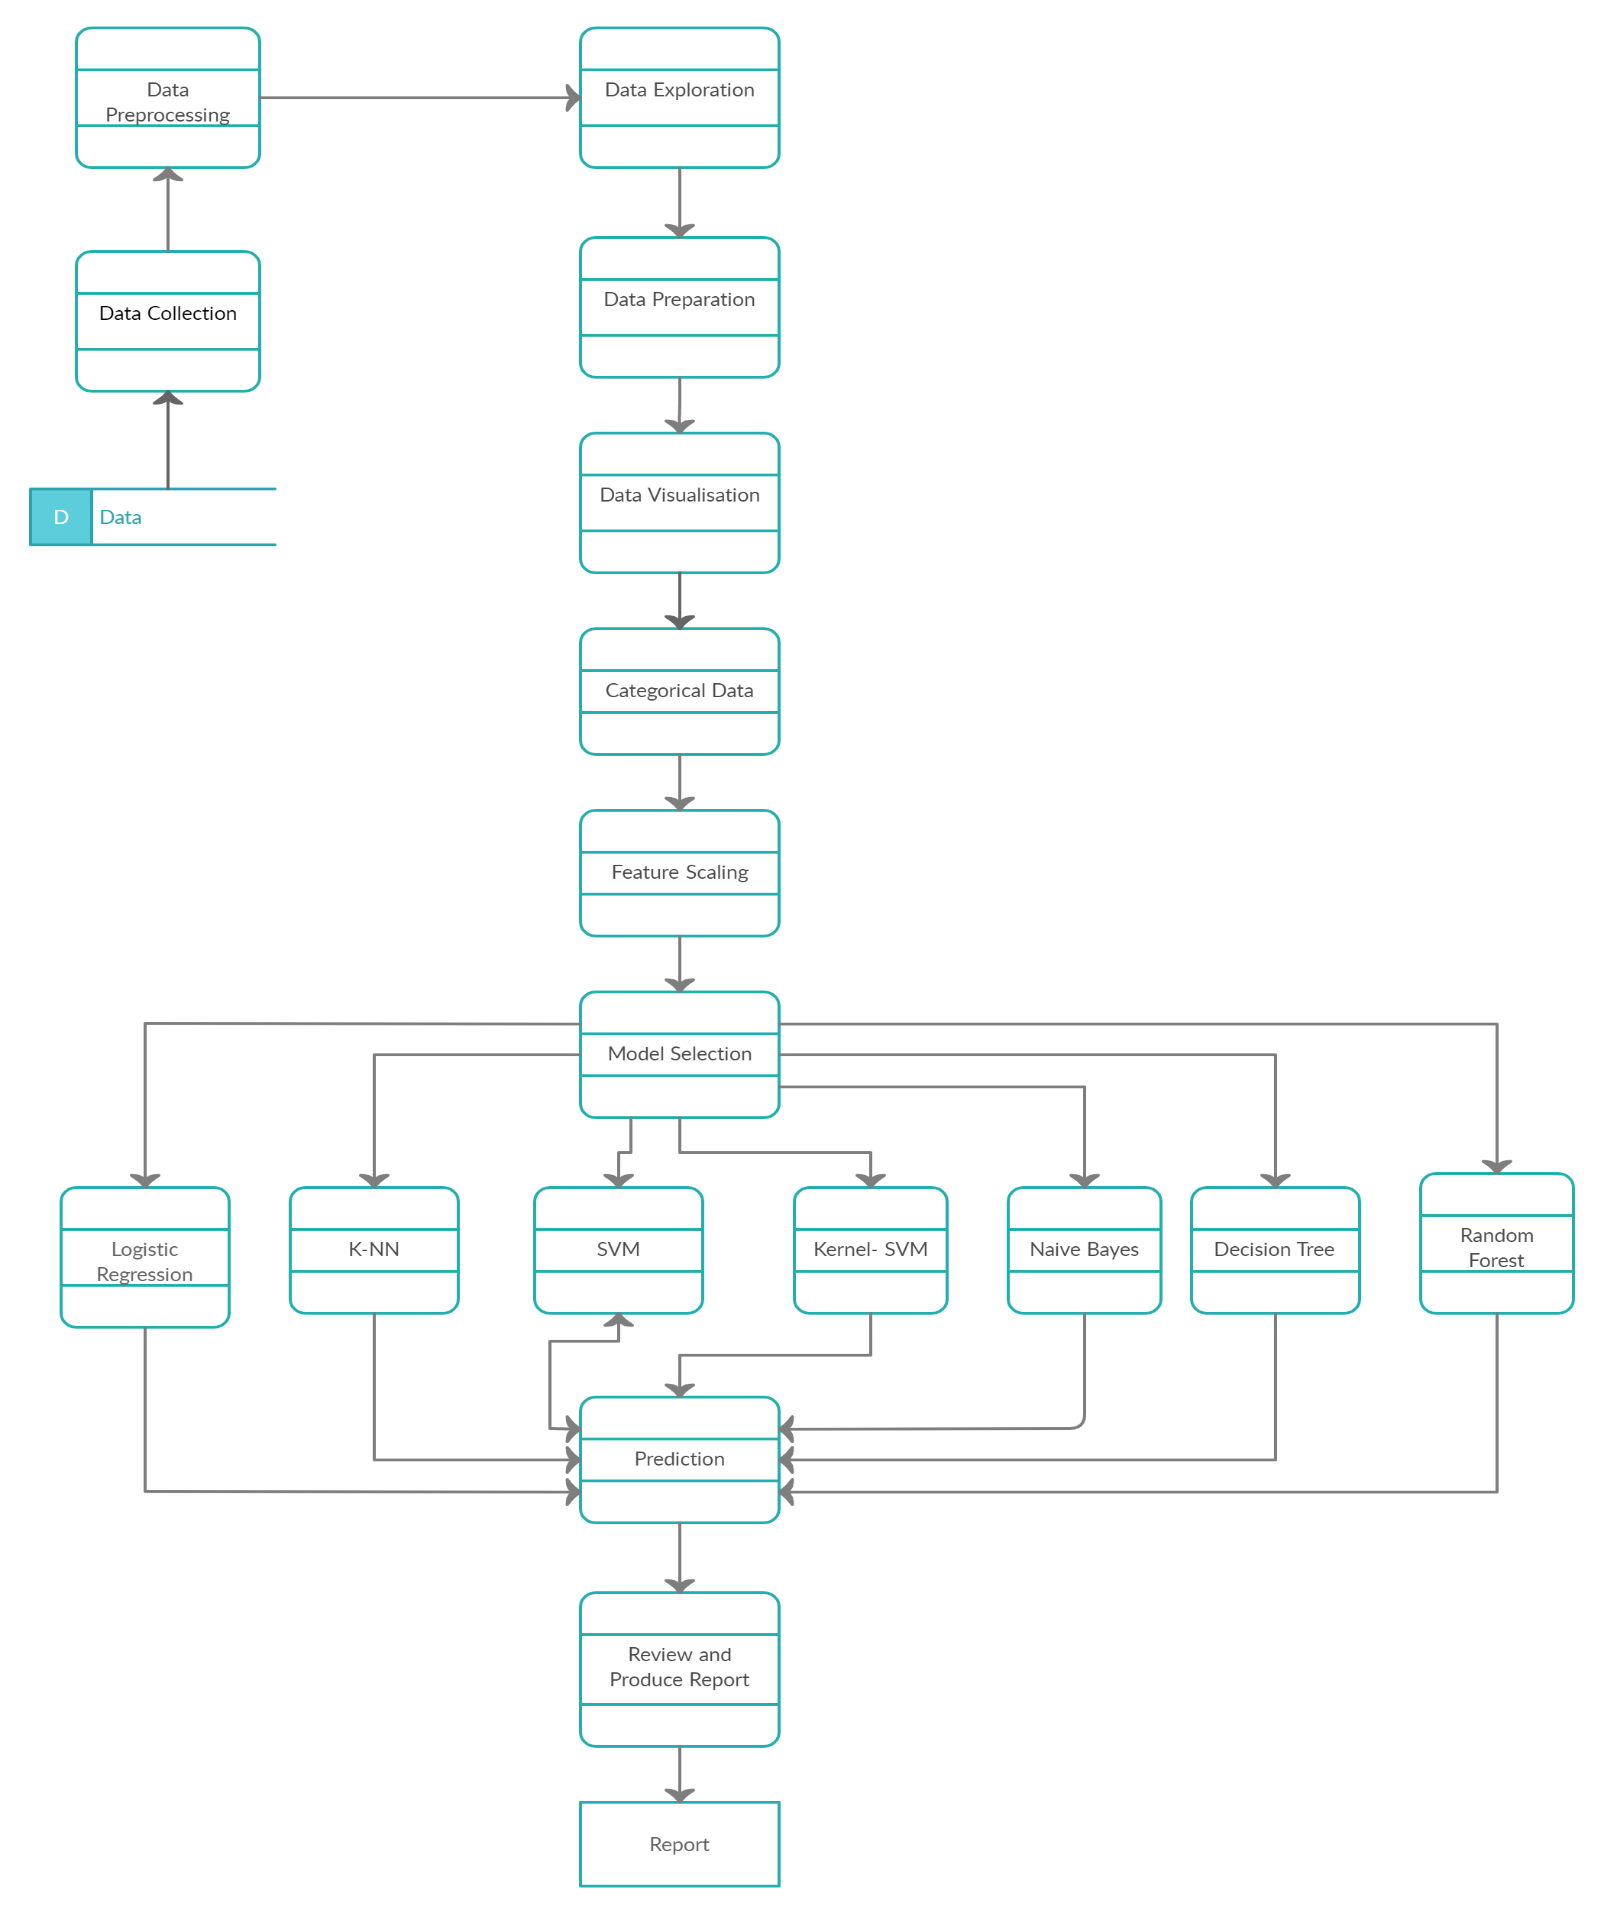 Data
Preprocessing
Data Exploration
Data Collection
Data Preparation
D
Data
Data Visualisation
Categorical Data
Feature Scaling
Model Selection
Logistic
Regression
K-NN
SVM
Kernel- SVM
Naive Bayes
Decision Tree
Random
Forest
Prediction
Review and
Produce Report
Report